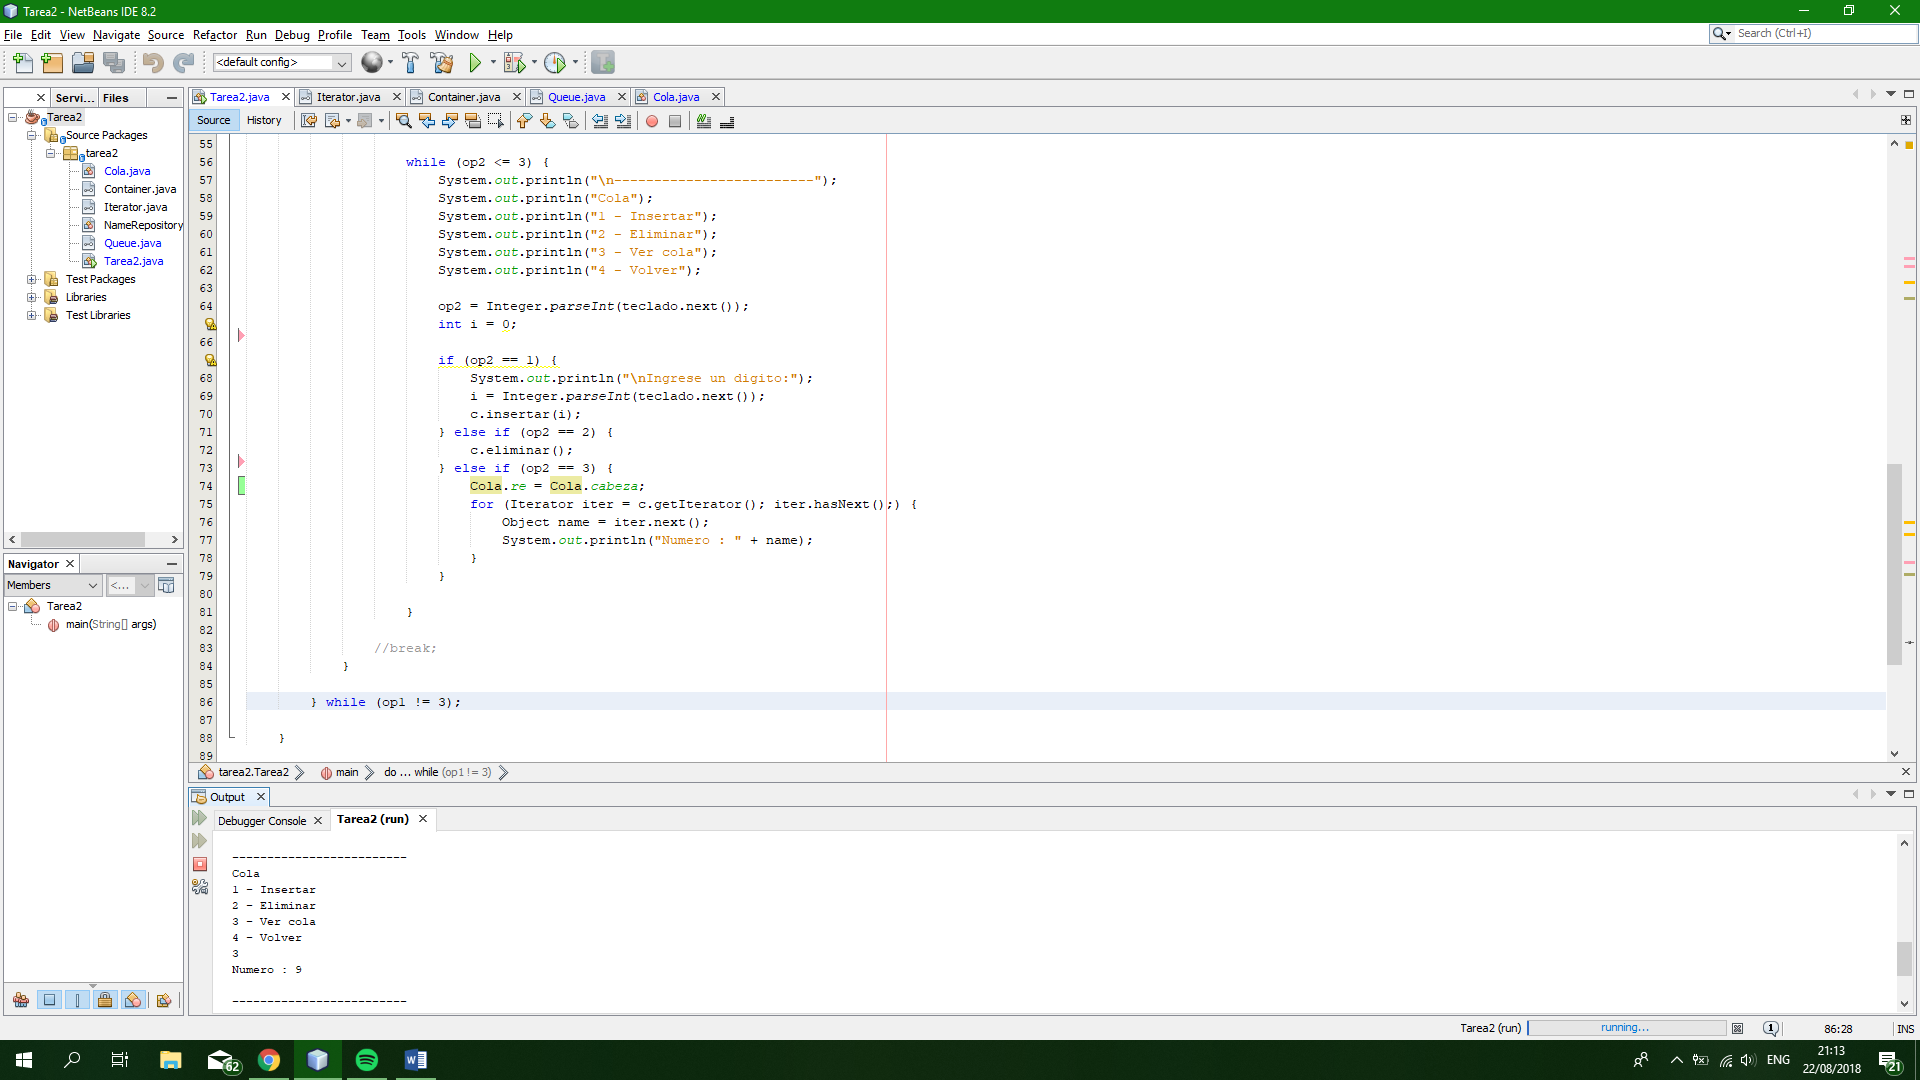 Tarea2 - NetBeans IDE 8.2
File Edit View Navigate Source Refactor Run Debug Profile Team Tools Window Help
Search (Ctrl+I)
<default config>
Servi... Files
Tarea2
Source Packages
tarea2
Cola.java
Container.java
Iterator.java
NameRepository
Queue.java
Tarea2.java
Test Packages
Libraries
Test Libraries
Navigator
Members <...
Tarea2
main(String[] args)
Tarea2.java Iterator.java Container.java Queue.java Cola.java
Source History
55
56 while (op2 <= 3) {
57 System.out.println("\n-------------------------");
58 System.out.println("Cola");
59 System.out.println("1 - Insertar");
60 System.out.println("2 - Eliminar");
61 System.out.println("3 - Ver cola");
62 System.out.println("4 - Volver");
63
64 op2 = Integer.parseInt(teclado.next());
int i = 0;
66
if (op2 == 1) {
68 System.out.println("\nIngrese un digito:");
69 i = Integer.parseInt(teclado.next());
70 c.insertar(i);
71 } else if (op2 == 2) {
72 c.eliminar();
73 } else if (op2 == 3) {
74 Cola.re = Cola.cabeza;
75 for (Iterator iter = c.getIterator(); iter.hasNext();) {
76 Object name = iter.next();
77 System.out.println("Numero : " + name);
78 }
79 }
80
81 }
82
83 //break;
84 }
85
86 } while (op1 != 3);
87
88 }
89
tarea2.Tarea2 main do ... while (op1 != 3)
Output
Debugger Console Tarea2 (run)
-------------------------
Cola
1 - Insertar
2 - Eliminar
3 - Ver cola
4 - Volver
3
Numero : 9
-------------------------
Tarea2 (run) running... 1 86:28 INS
62
ENG
21:13
22/08/2018
21